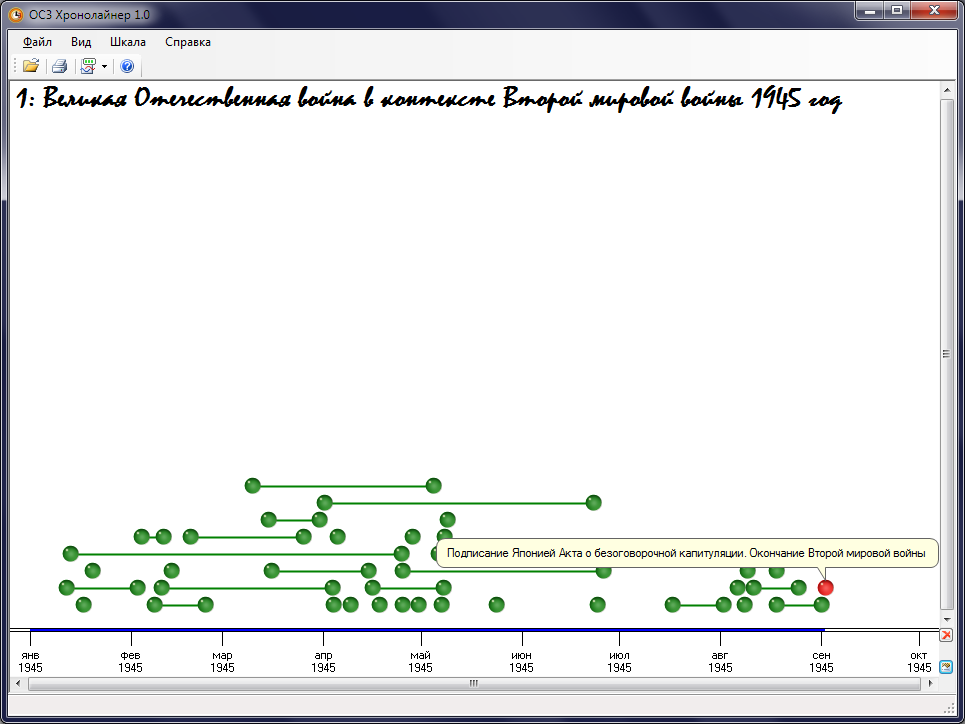 ОСЗ Хронолайнер 1.0
Файл Вид Шкала Справка
1: Великая Отечественная война в контексте Второй мировой войны 1945 год
Подписание Японией Акта о безоговорочной капитуляции. Окончание Второй мировой войны
янв фев мар апр май июн июл авг сен окт
1945 1945 1945 1945 1945 1945 1945 1945 1945 1945